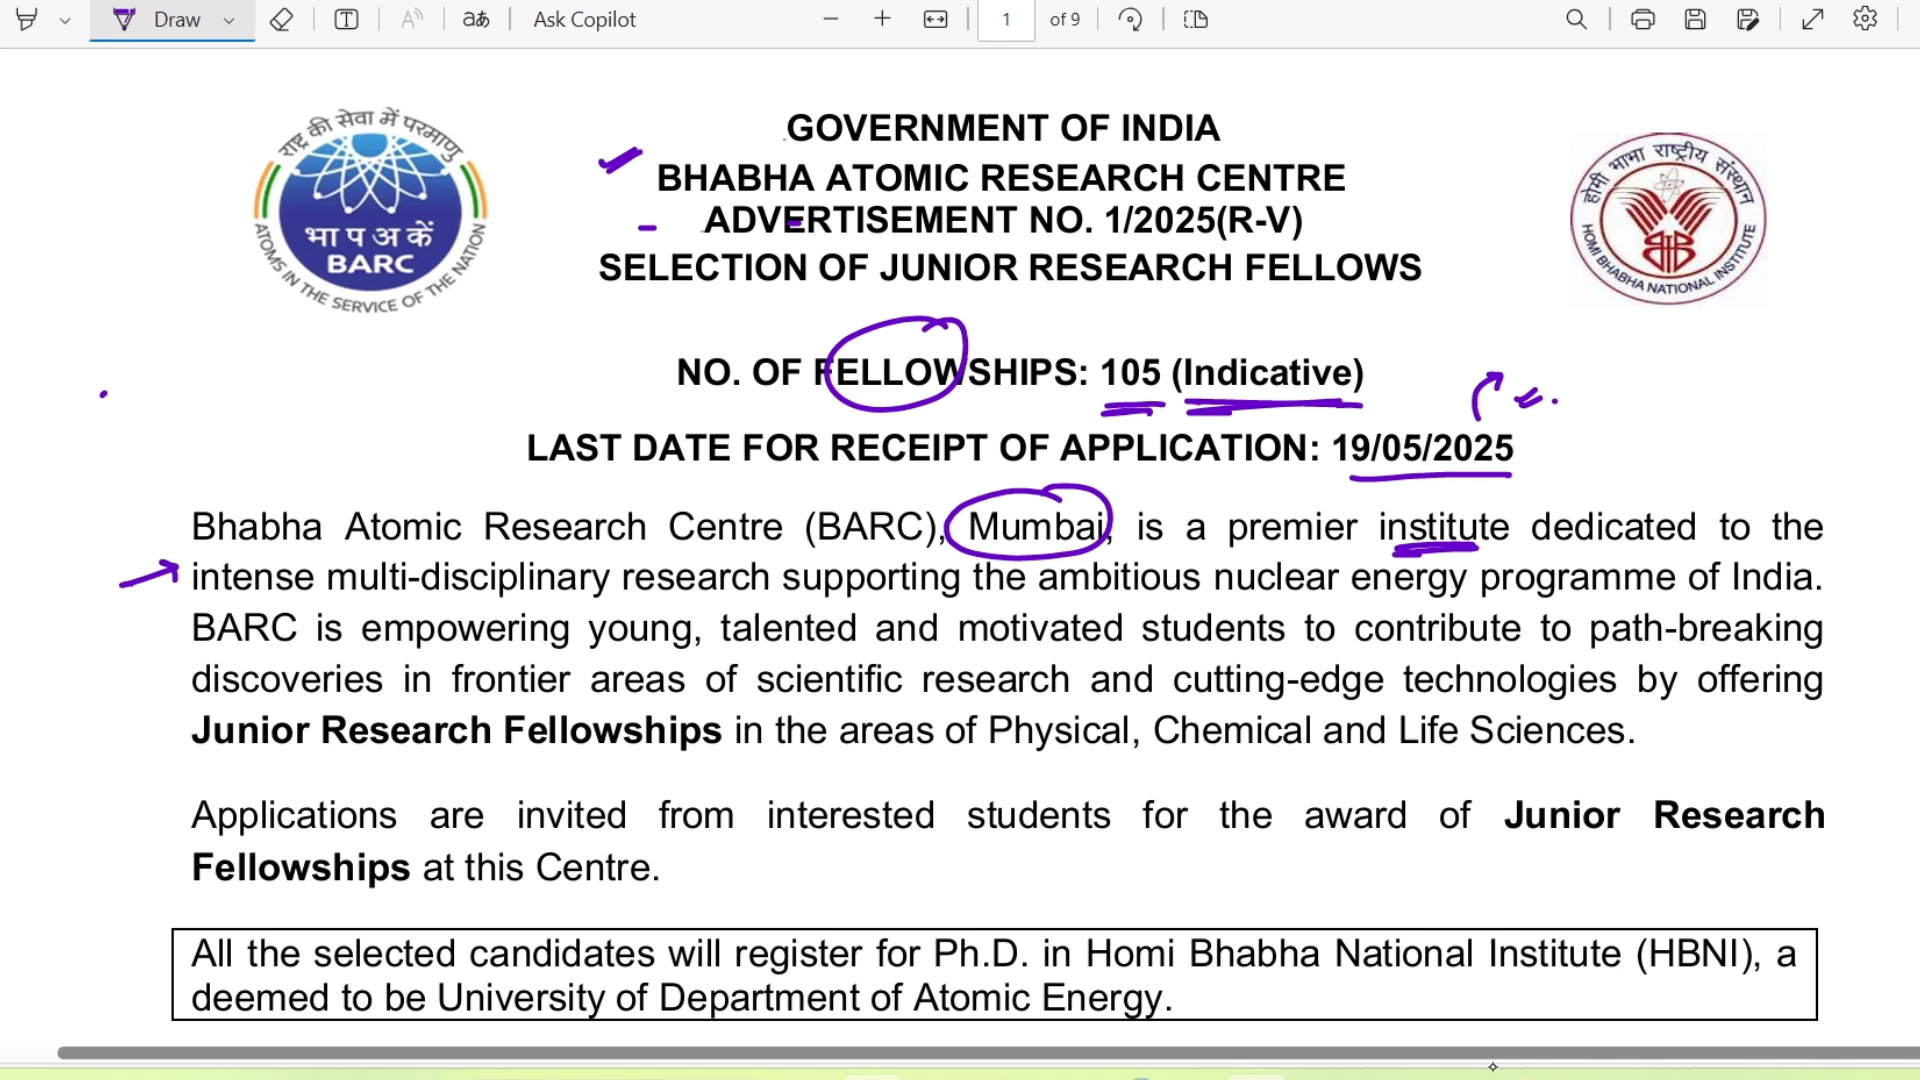 Draw
aあ
Ask Copilot
1
of 9
राष्ट्र की सेवा में परमाणु
भा प अ कें
BARC
ATOMS IN THE SERVICE OF THE NATION
GOVERNMENT OF INDIA
BHABHA ATOMIC RESEARCH CENTRE
ADVERTISEMENT NO. 1/2025(R-V)
SELECTION OF JUNIOR RESEARCH FELLOWS
होमी भाभा राष्ट्रीय संस्थान
HOMI BHABHA NATIONAL INSTITUTE
NO. OF FELLOWSHIPS: 105 (Indicative)
LAST DATE FOR RECEIPT OF APPLICATION: 19/05/2025
Bhabha Atomic Research Centre (BARC), Mumbai, is a premier institute dedicated to the
intense multi-disciplinary research supporting the ambitious nuclear energy programme of India.
BARC is empowering young, talented and motivated students to contribute to path-breaking
discoveries in frontier areas of scientific research and cutting-edge technologies by offering
Junior Research Fellowships in the areas of Physical, Chemical and Life Sciences.
Applications are invited from interested students for the award of Junior Research
Fellowships at this Centre.
All the selected candidates will register for Ph.D. in Homi Bhabha National Institute (HBNI), a
deemed to be University of Department of Atomic Energy.